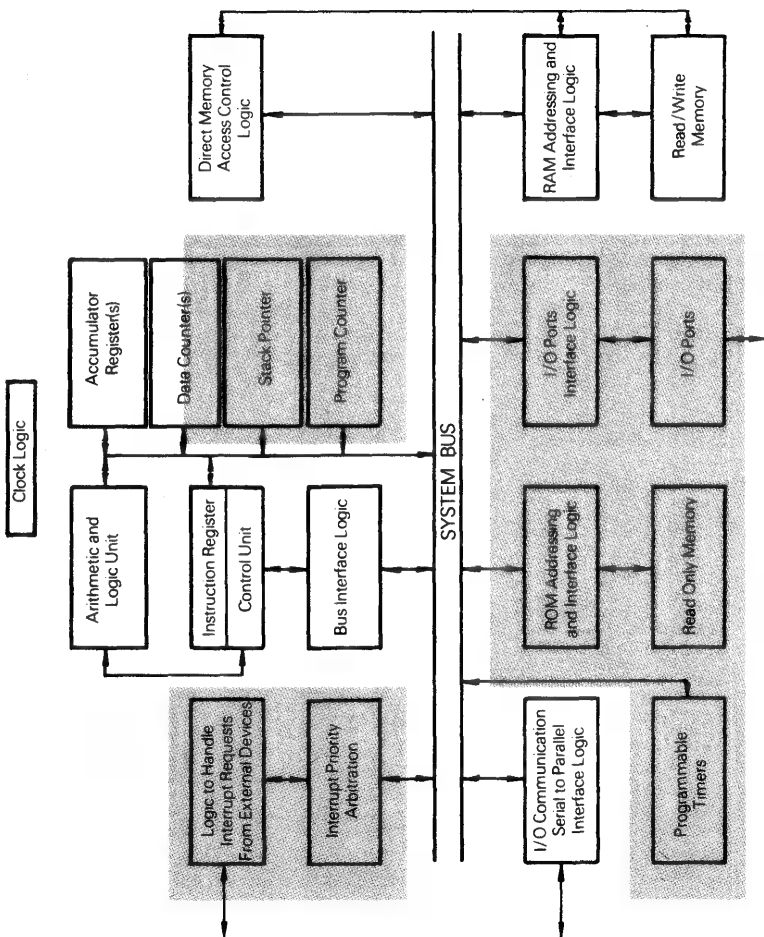 Clock Logic
Logic to Handle
Interrupt Requests
From External Devices
Interrupt Priority
Arbitration
Arithmetic and
Logic Unit
Instruction Register
Control Unit
Bus Interface Logic
Accumulator
Register(s)
Data Counter(s)
Stack Pointer
Program Counter
Direct Memory
Access Control
Logic
SYSTEM BUS
I/O Communication
Serial to Parallel
Interface Logic
Programmable
Timers
ROM Addressing
and Interface Logic
Read Only Memory
I/O Ports
Interface Logic
I/O Ports
RAM Addressing and
Interface Logic
Read/Write
Memory